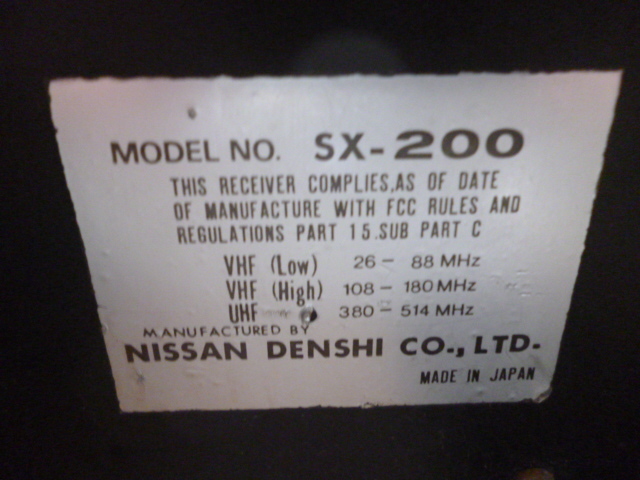 MODEL NO. SX-200
THIS RECEIVER COMPLIES,AS OF DATE
OF MANUFACTURE WITH FCC RULES AND
REGULATIONS PART 15.SUB PART C
VHF (Low) 26 - 88 MHz
VHF (High) 108 - 180 MHz
UHF 380 - 514 MHz
MANUFACTURED BY
NISSAN DENSHI CO., LTD.
MADE IN JAPAN